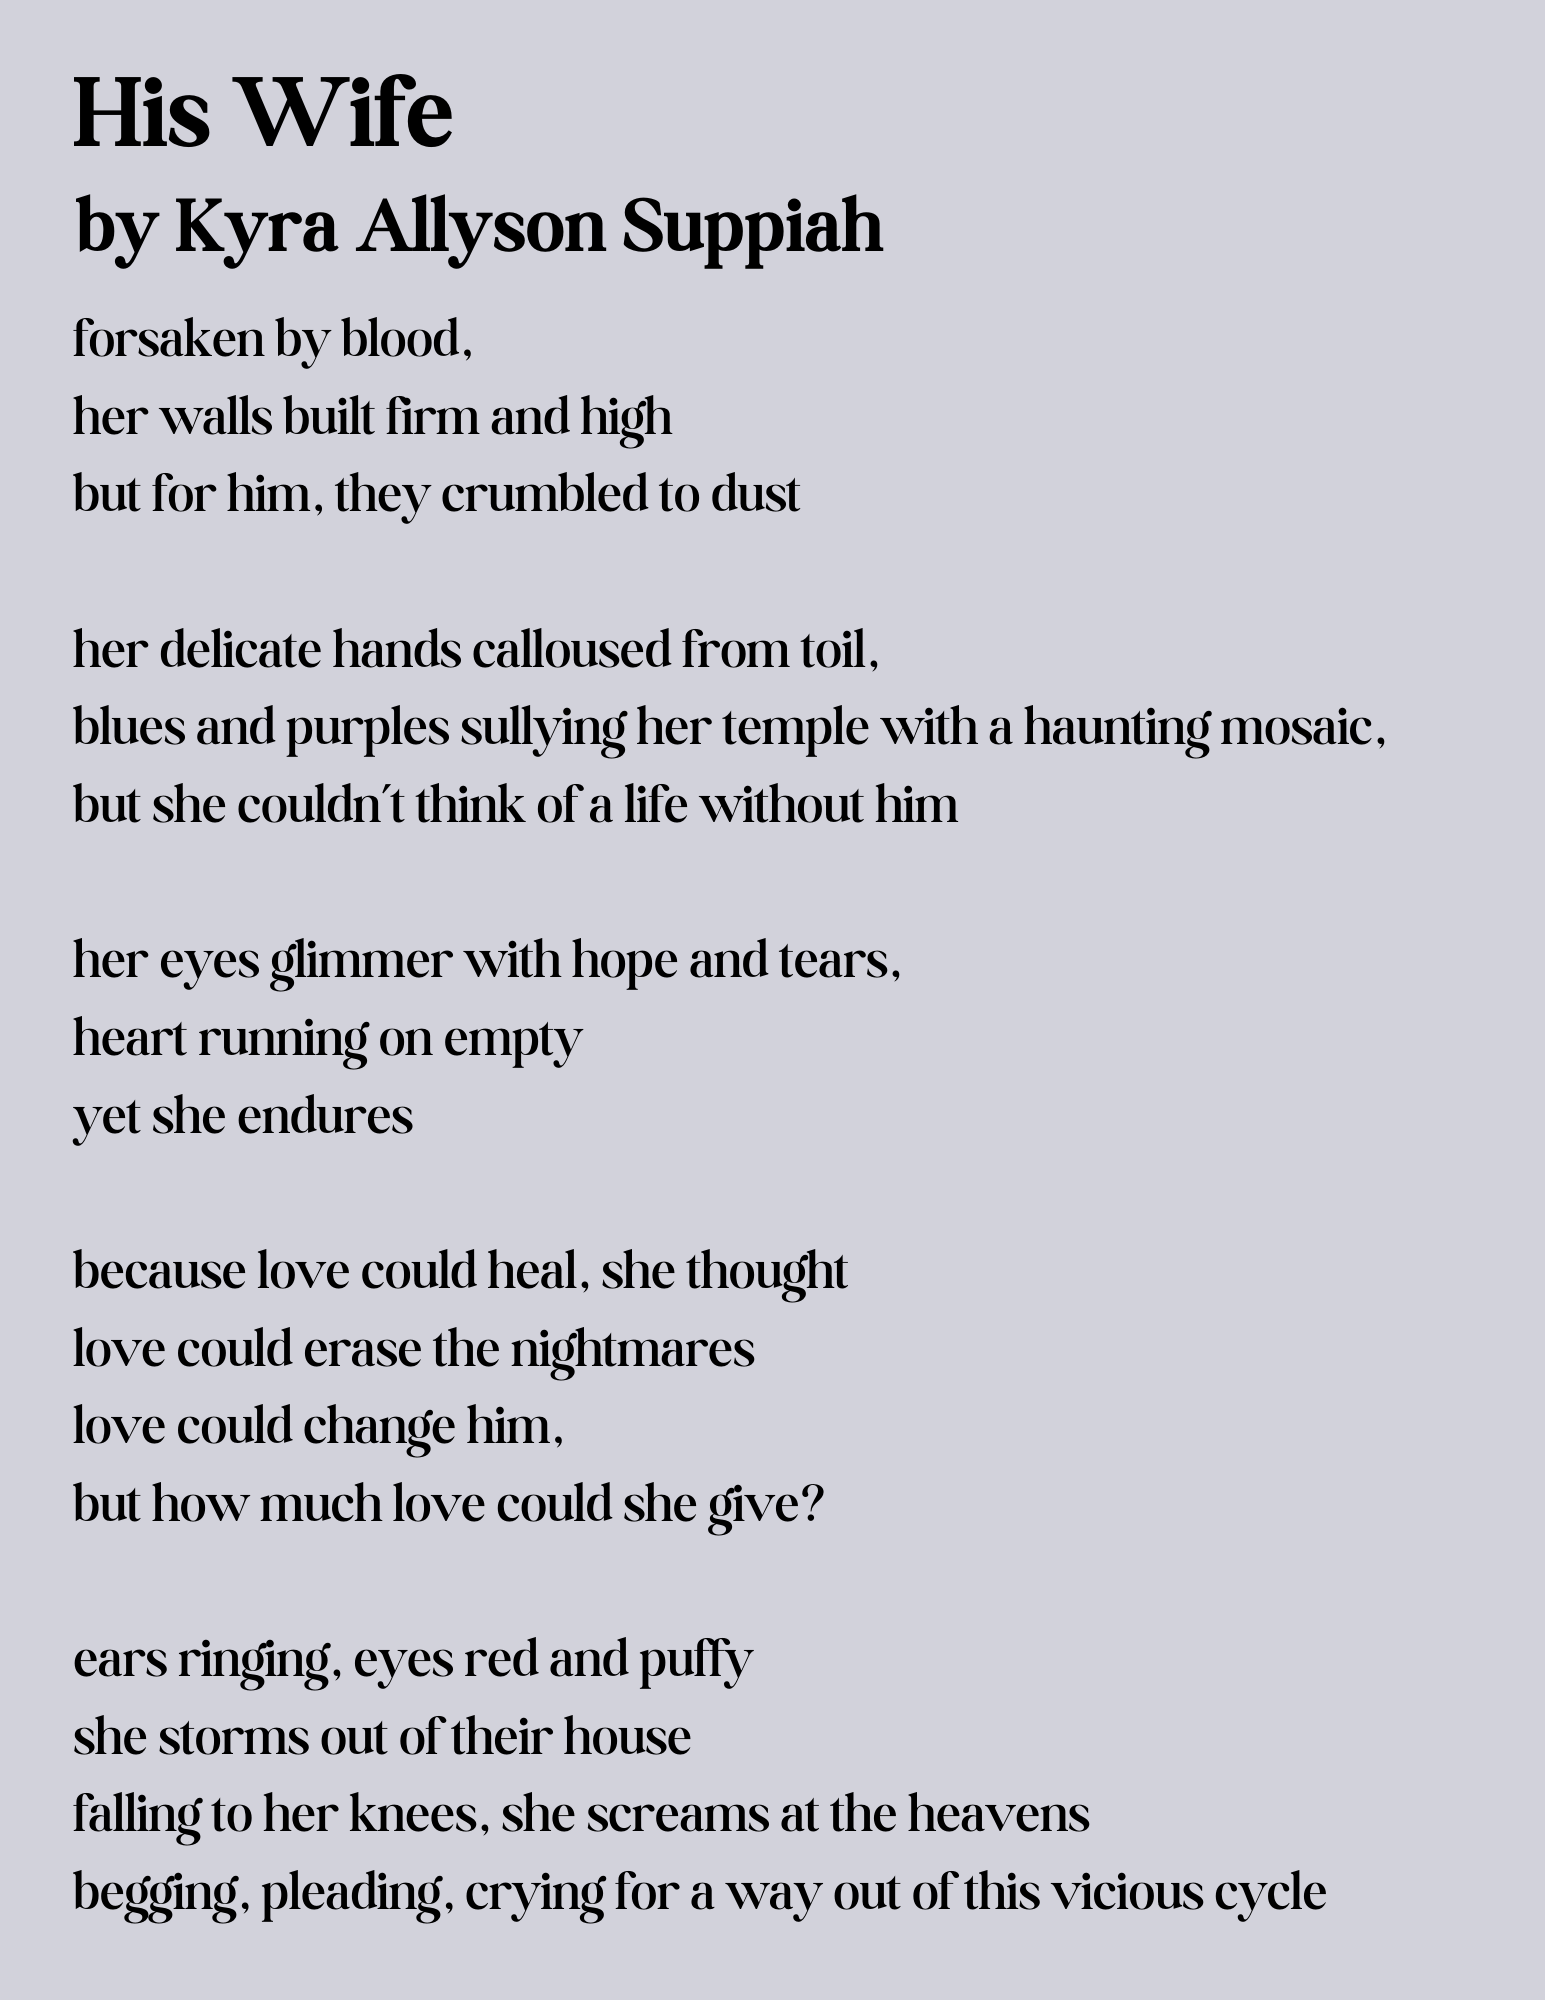 His Wife
by Kyra Allyson Suppiah
forsaken by blood,
her walls built firm and high
but for him, they crumbled to dust
her delicate hands calloused from toil,
blues and purples sullying her temple with a haunting mosaic,
but she couldn't think of a life without him
her eyes glimmer with hope and tears,
heart running on empty
yet she endures
because love could heal, she thought
love could erase the nightmares
love could change him,
but how much love could she give?
ears ringing, eyes red and puffy
she storms out of their house
falling to her knees, she screams at the heavens
begging, pleading, crying for a way out of this vicious cycle